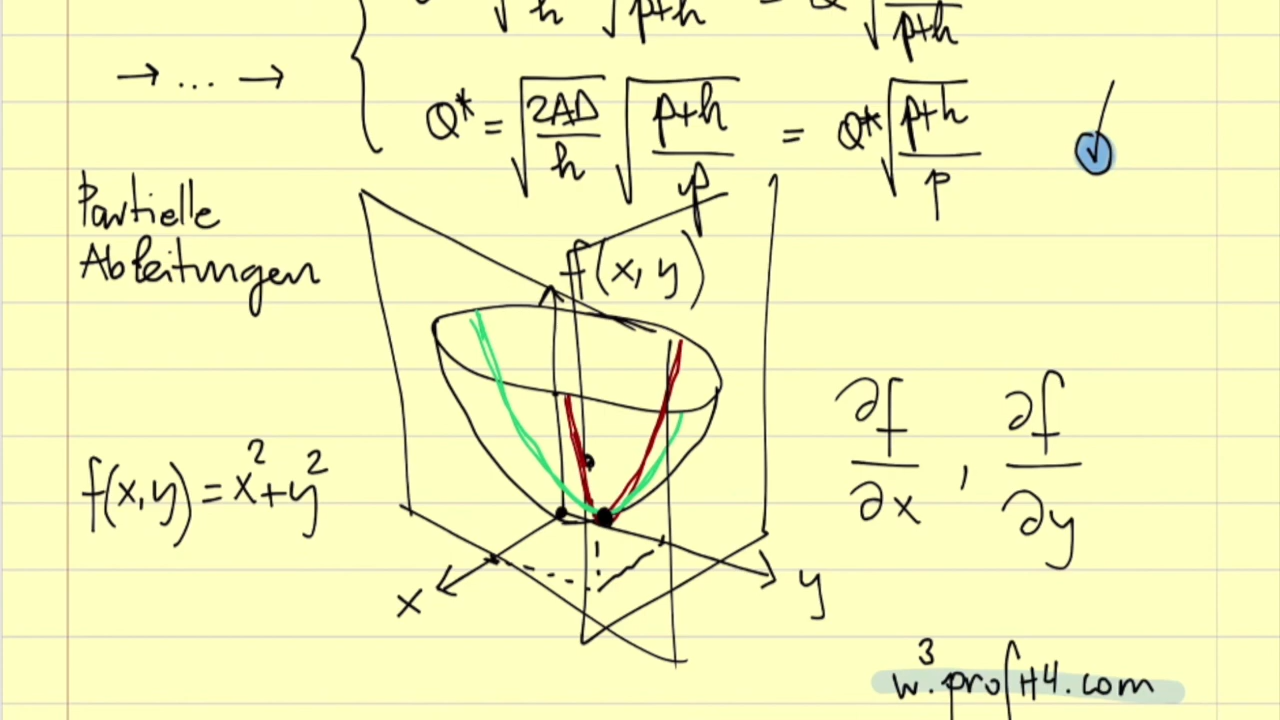 √h √p+h = Q √p+h
→ ... → Q* = √(2AD/h) √((p+h)/p) = Q* √((p+h)/p) √
Partielle
Ableitungen
f(x, y)
∂f/∂x , ∂f/∂y
f(x,y) = x²+y²
x y
w³.profH4.com